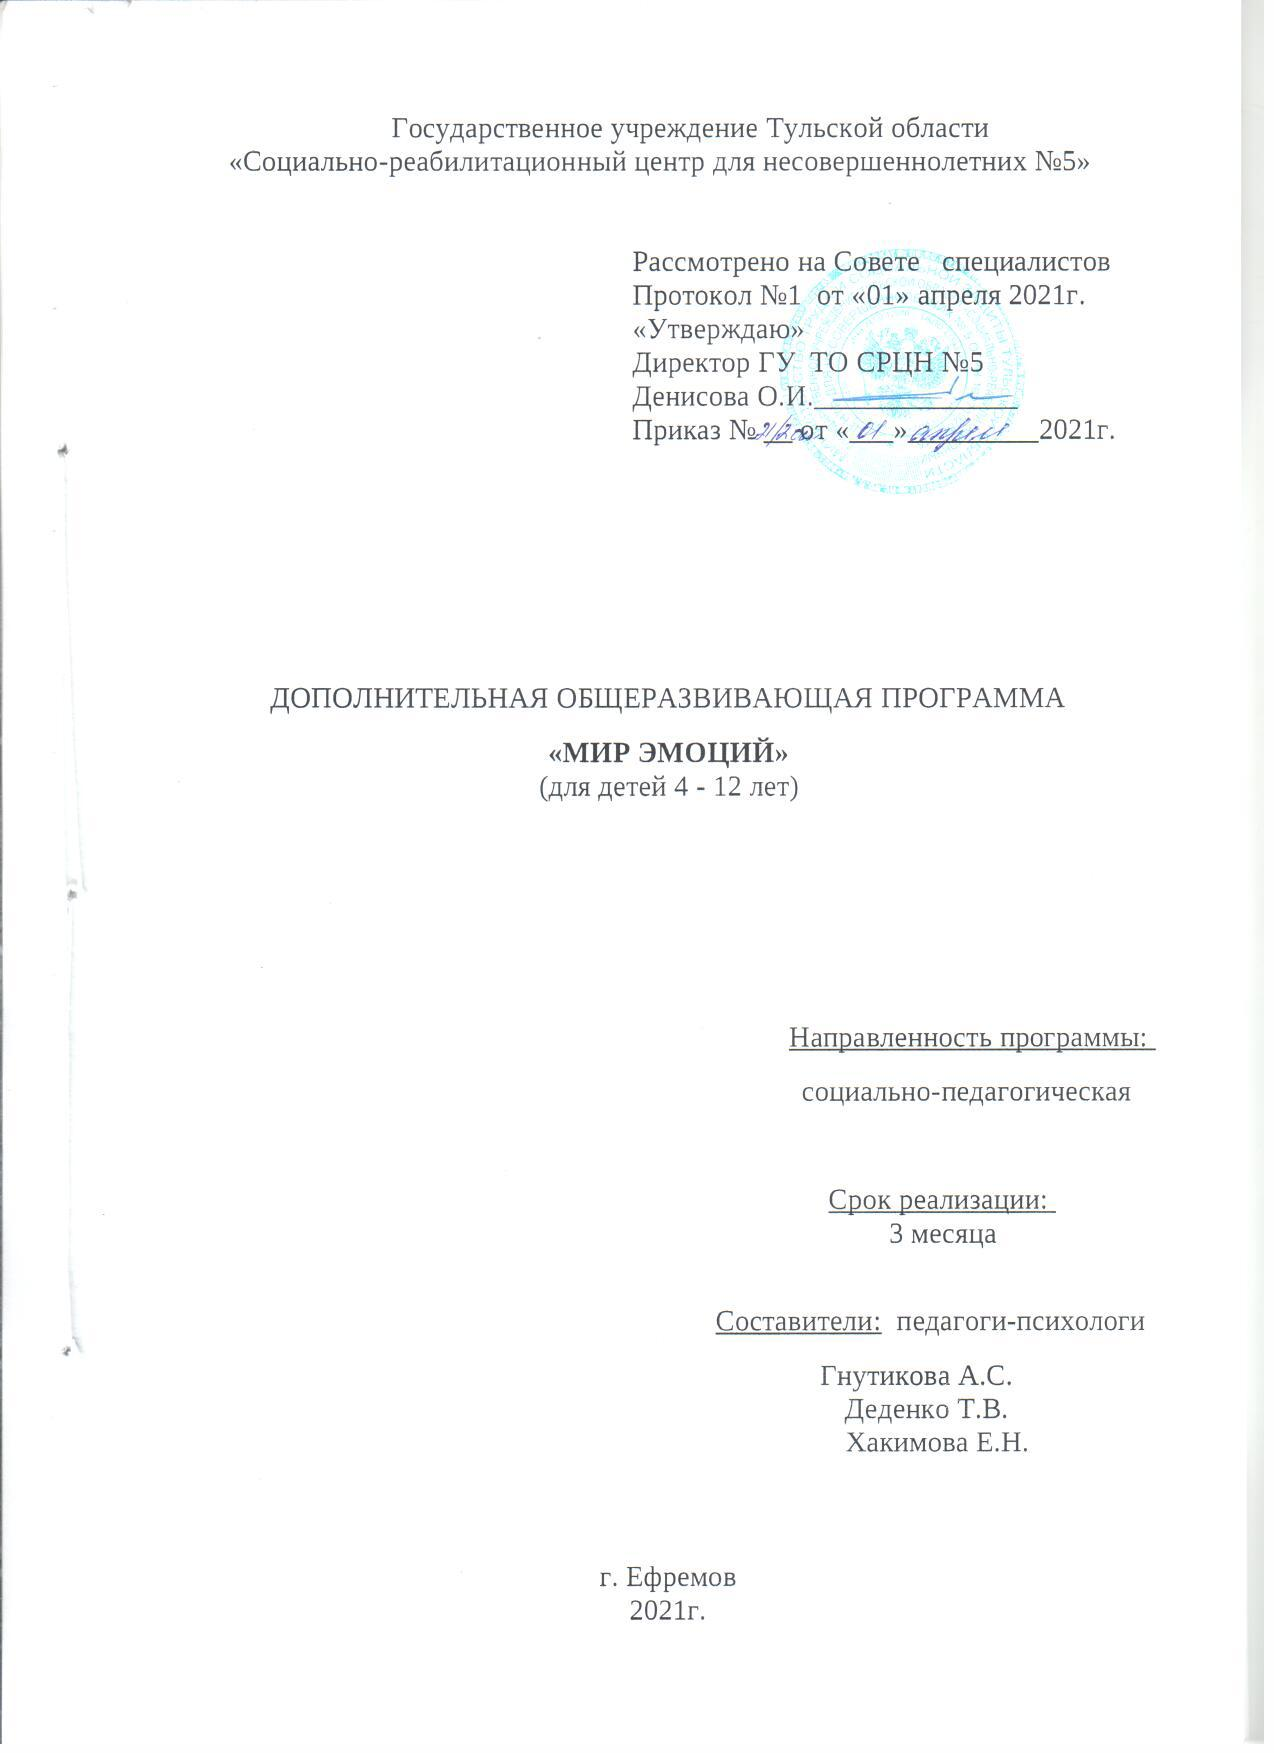 Государственное учреждение Тульской области
«Социально-реабилитационный центр для несовершеннолетних №5»
Рассмотрено на Совете специалистов
Протокол №1 от «01» апреля 2021г.
«Утверждаю»
Директор ГУ ТО СРЦН №5
Денисова О.И.
Приказ № от «01» апреля 2021г.
ДОПОЛНИТЕЛЬНАЯ ОБЩЕРАЗВИВАЮЩАЯ ПРОГРАММА
«МИР ЭМОЦИЙ»
(для детей 4 - 12 лет)
Направленность программы:
социально-педагогическая
Срок реализации:
3 месяца
Составители: педагоги-психологи
Гнутикова А.С.
Деденко Т.В.
Хакимова Е.Н.
г. Ефремов
2021г.